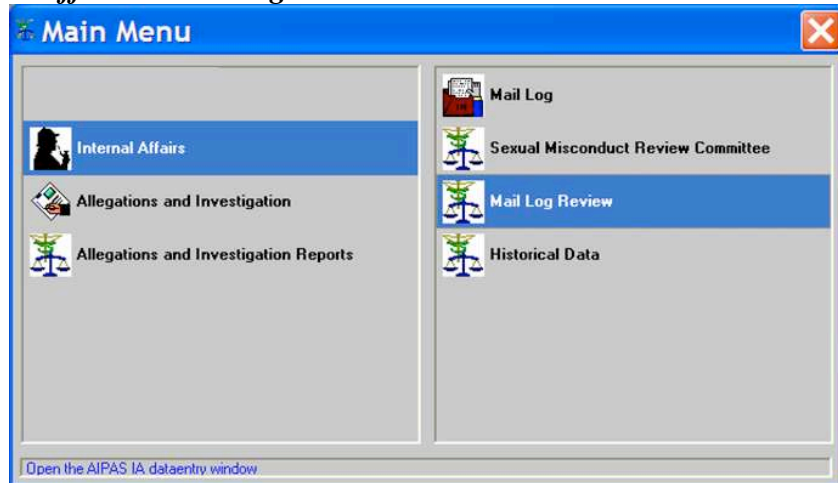 Main Menu
Internal Affairs
Allegations and Investigation
Allegations and Investigation Reports
Mail Log
Sexual Misconduct Review Committee
Mail Log Review
Historical Data
Open the AIPAS IA dataentry window